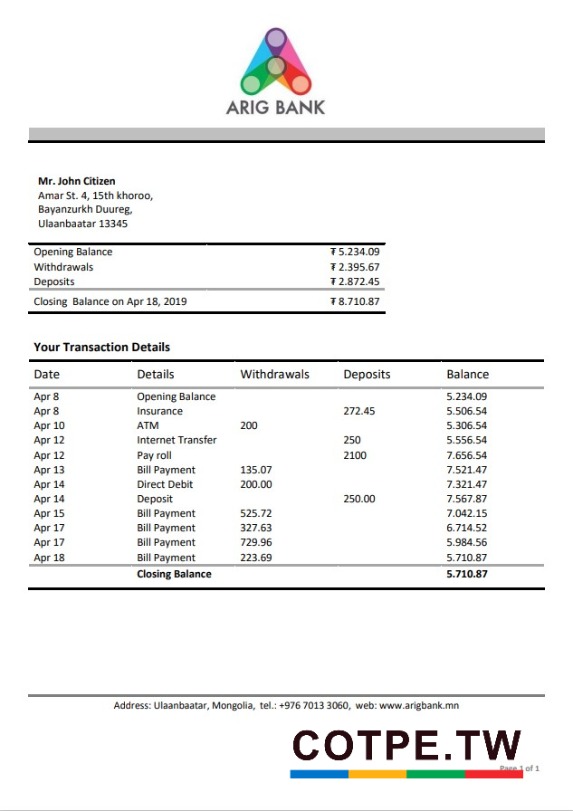 ARIG BANK
Mr. John Citizen
Amar St. 4, 15th khoroo,
Bayanzurkh Duureg,
Ulaanbaatar 13345
Opening Balance ₮ 5.234.09
Withdrawals ₮ 2.395.67
Deposits ₮ 2.872.45
Closing Balance on Apr 18, 2019 ₮ 8.710.87
Your Transaction Details
Date Details Withdrawals Deposits Balance
Apr 8 Opening Balance 5.234.09
Apr 8 Insurance 272.45 5.506.54
Apr 10 ATM 200 5.306.54
Apr 12 Internet Transfer 250 5.556.54
Apr 12 Pay roll 2100 7.656.54
Apr 13 Bill Payment 135.07 7.521.47
Apr 14 Direct Debit 200.00 7.321.47
Apr 14 Deposit 250.00 7.567.87
Apr 15 Bill Payment 525.72 7.042.15
Apr 17 Bill Payment 327.63 6.714.52
Apr 17 Bill Payment 729.96 5.984.56
Apr 18 Bill Payment 223.69 5.710.87
Closing Balance 5.710.87
Address: Ulaanbaatar, Mongolia, tel.: +976 7013 3060, web: www.arigbank.mn
COTPE.TW
Page 1 of 1